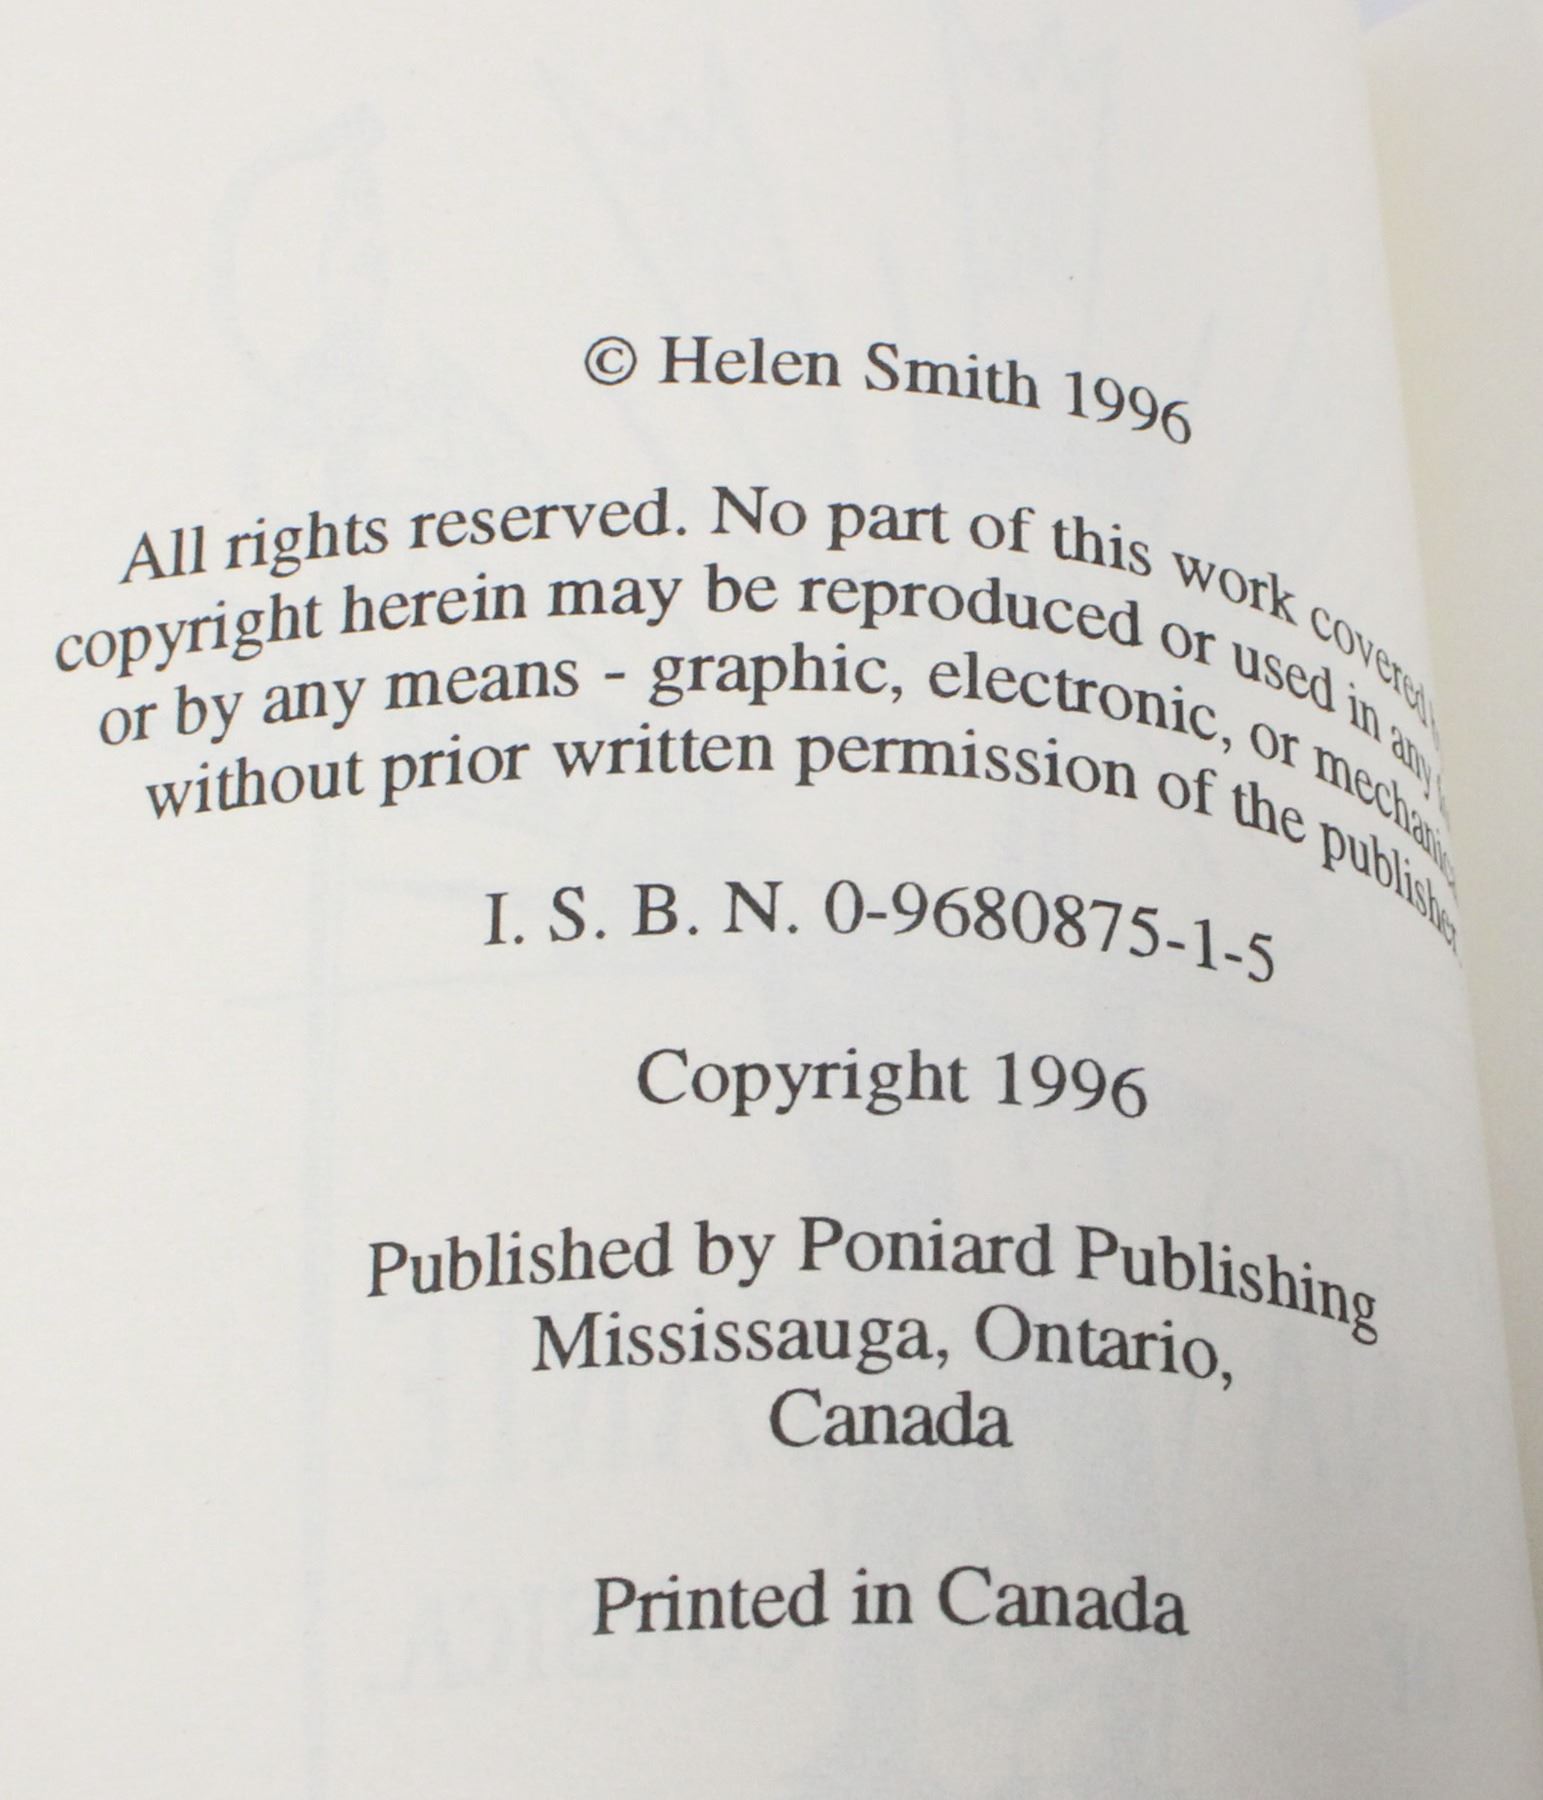 © Helen Smith 1996
All rights reserved. No part of this work covered
copyright herein may be reproduced or used in any
or by any means - graphic, electronic, or mechanical
without prior written permission of the publisher
I. S. B. N. 0-9680875-1-5
Copyright 1996
Published by Poniard Publishing
Mississauga, Ontario,
Canada
Printed in Canada